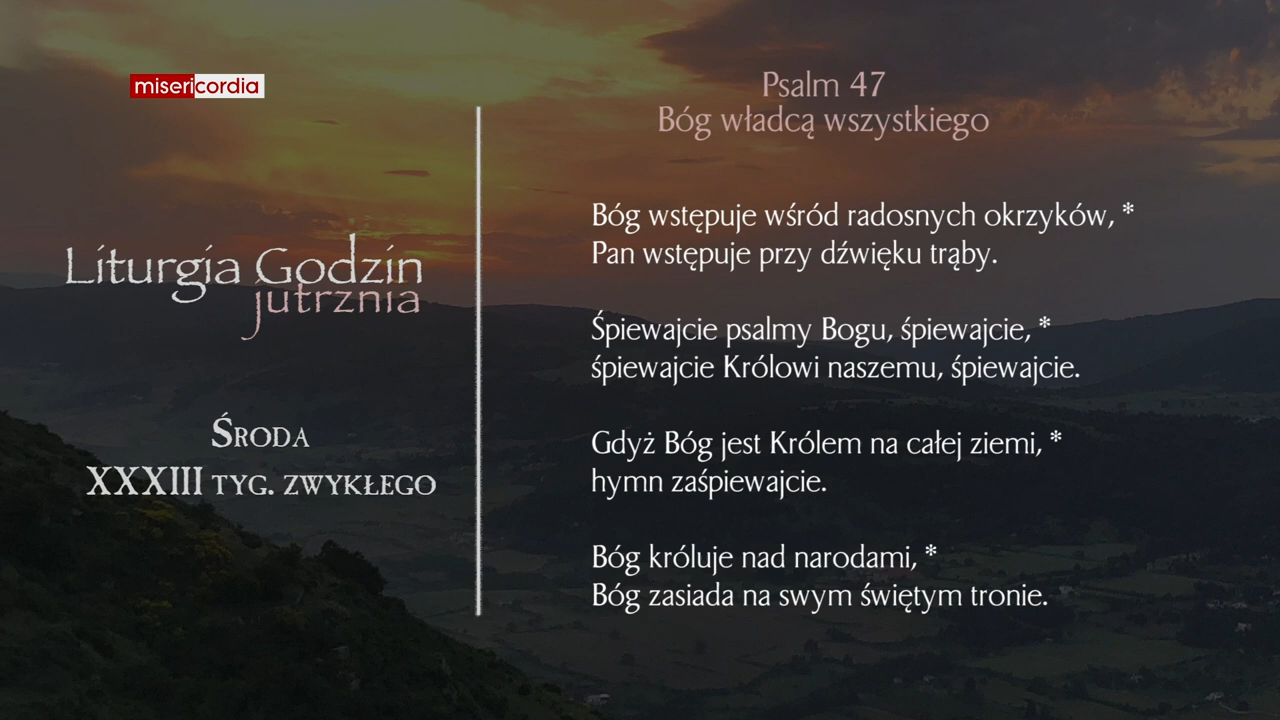 misericordia
Liturgia Godzin
jutrznia
Środa
XXXIII tyg. zwykłego
Psalm 47
Bóg władcą wszystkiego
Bóg wstępuje wśród radosnych okrzyków, *
Pan wstępuje przy dźwięku trąby.
Śpiewajcie psalmy Bogu, śpiewajcie, *
śpiewajcie Królowi naszemu, śpiewajcie.
Gdyż Bóg jest Królem na całej ziemi, *
hymn zaśpiewajcie.
Bóg króluje nad narodami, *
Bóg zasiada na swym świętym tronie.